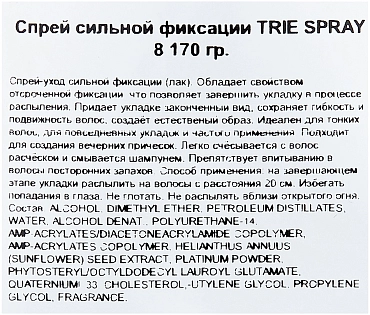 Спрей сильной фиксации TRIE SPRAY
8 170 гр.
Спрей-уход сильной фиксации (лак). Обладает свойством
отсроченной фиксации, что позволяет завершить укладку в процессе
распыления. Придает укладке законченный вид, сохраняет гибкость и
подвижность волос, создаёт естественый образ. Идеален для тонких
волос, для повседневных укладок и частого применения. Подходит
для создания вечерних причесок. Легко счёсывается с волос
расчёской и смывается шампунем. Препятствует впитыванию в
волосы посторонних запахов. Способ применения: на завершающем
этапе укладки распылить на волосы с расстояния 20 см. Избегать
попадания в глаза. Не глотать. Не распылять вблизи открытого огня.
Состав: ALCOHOL, DIMETHYL ETHER, PETROLEUM DISTILLATES,
WATER, ALCOHOL DENAT., POLYURETHANE-14,
AMP-ACRYLATES/DIACETONEACRYLAMIDE COPOLYMER,
AMP-ACRYLATES COPOLYMER, HELIANTHUS ANNUUS
(SUNFLOWER) SEED EXTRACT, PLATINUM POWDER,
PHYTOSTERYL/OCTYLDODECYL LAUROYL GLUTAMATE,
QUATERNIUM 33, CHOLESTEROL,-UTYLENE GLYCOL, PROPYLENE
GLYCOL, FRAGRANCE.